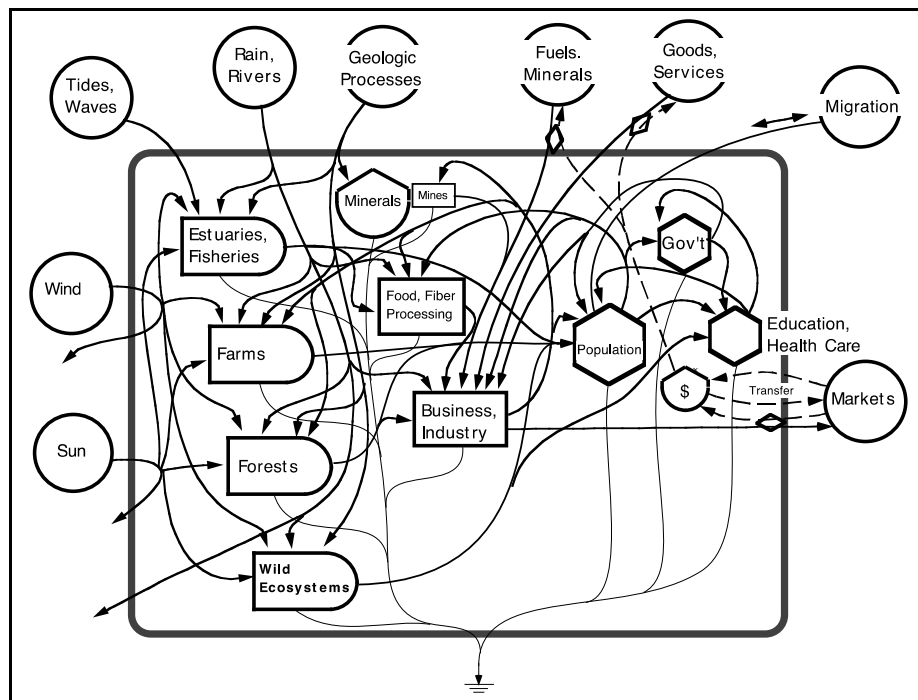 Tides,
Waves
Rain,
Rivers
Geologic
Processes
Fuels.
Minerals
Goods,
Services
Migration
Minerals
Mines
Estuaries,
Fisheries
Gov't
Wind
Food, Fiber
Processing
Farms
Population
Education,
Health Care
$
Transfer
Markets
Business,
Industry
Sun
Forests
Wild
Ecosystems